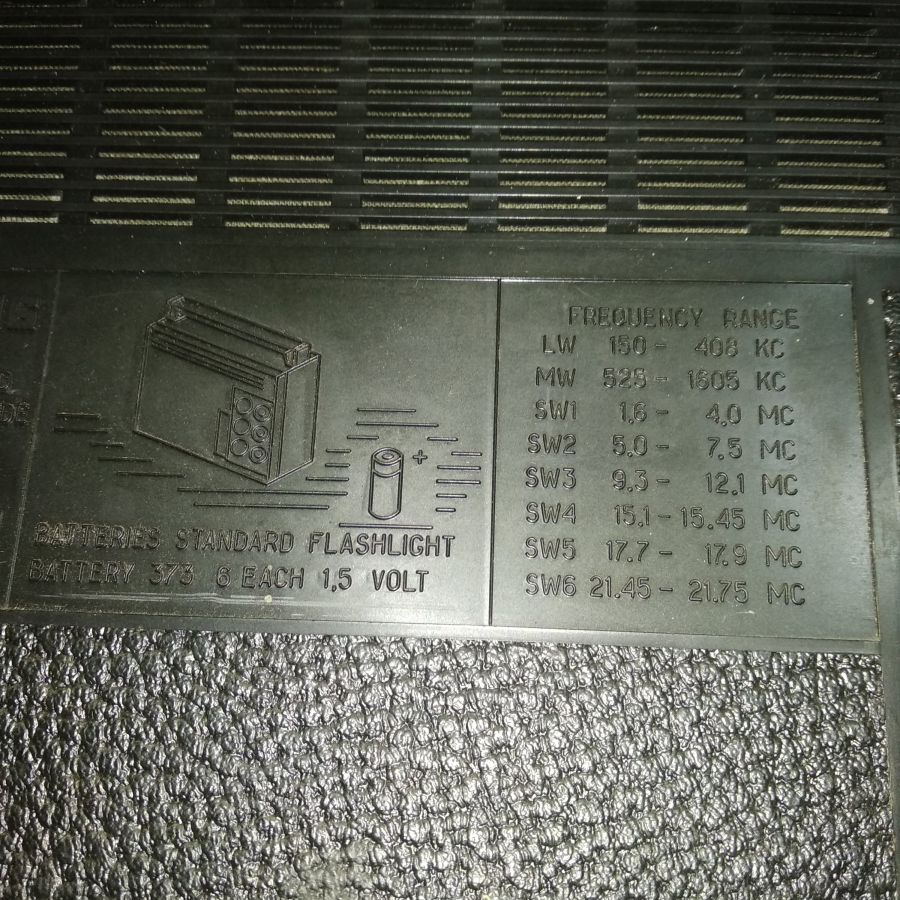 BATTERIES STANDARD FLASHLIGHT
BATTERY 373 6 EACH 1,5 VOLT
+
FREQUENCY RANGE
LW 150 - 408 KC
MW 525 - 1605 KC
SW1 1,6 - 4,0 MC
SW2 5.0 - 7.5 MC
SW3 9.3 - 12.1 MC
SW4 15.1 - 15.45 MC
SW5 17.7 - 17.9 MC
SW6 21.45 - 21.75 MC